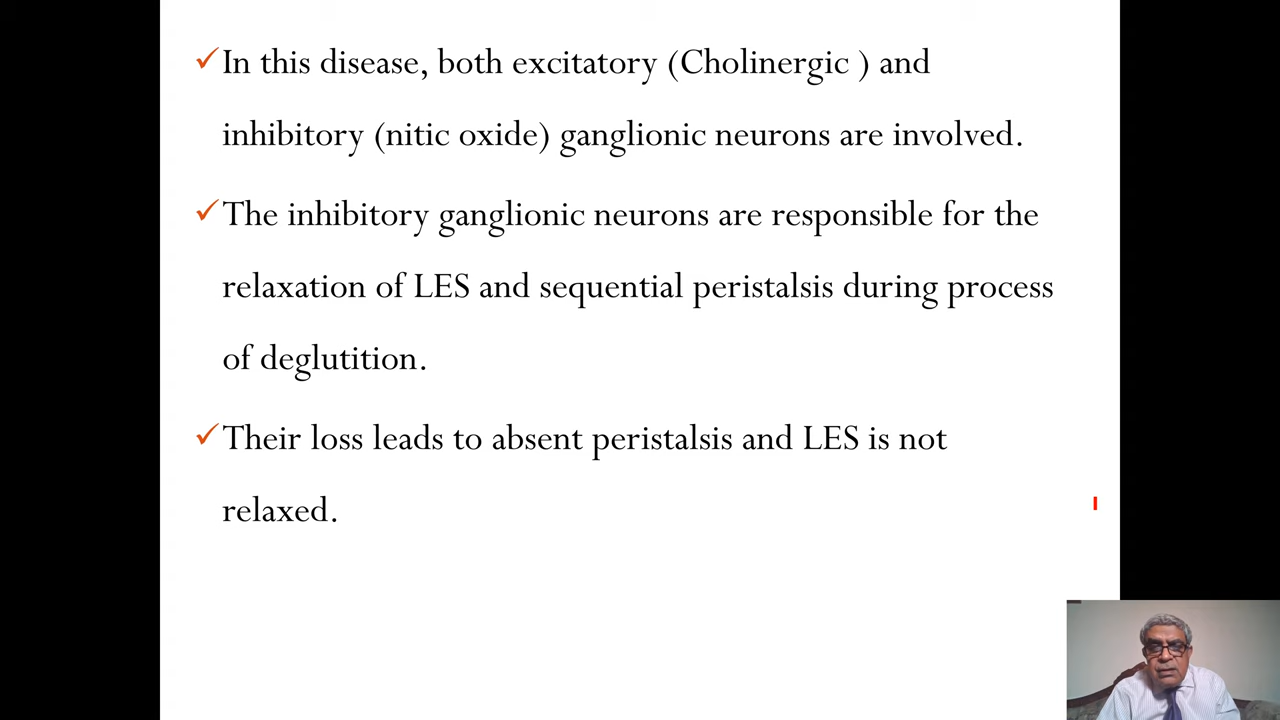 ✓In this disease, both excitatory (Cholinergic ) and
inhibitory (nitic oxide) ganglionic neurons are involved.
✓The inhibitory ganglionic neurons are responsible for the
relaxation of LES and sequential peristalsis during process
of deglutition.
✓Their loss leads to absent peristalsis and LES is not
relaxed.